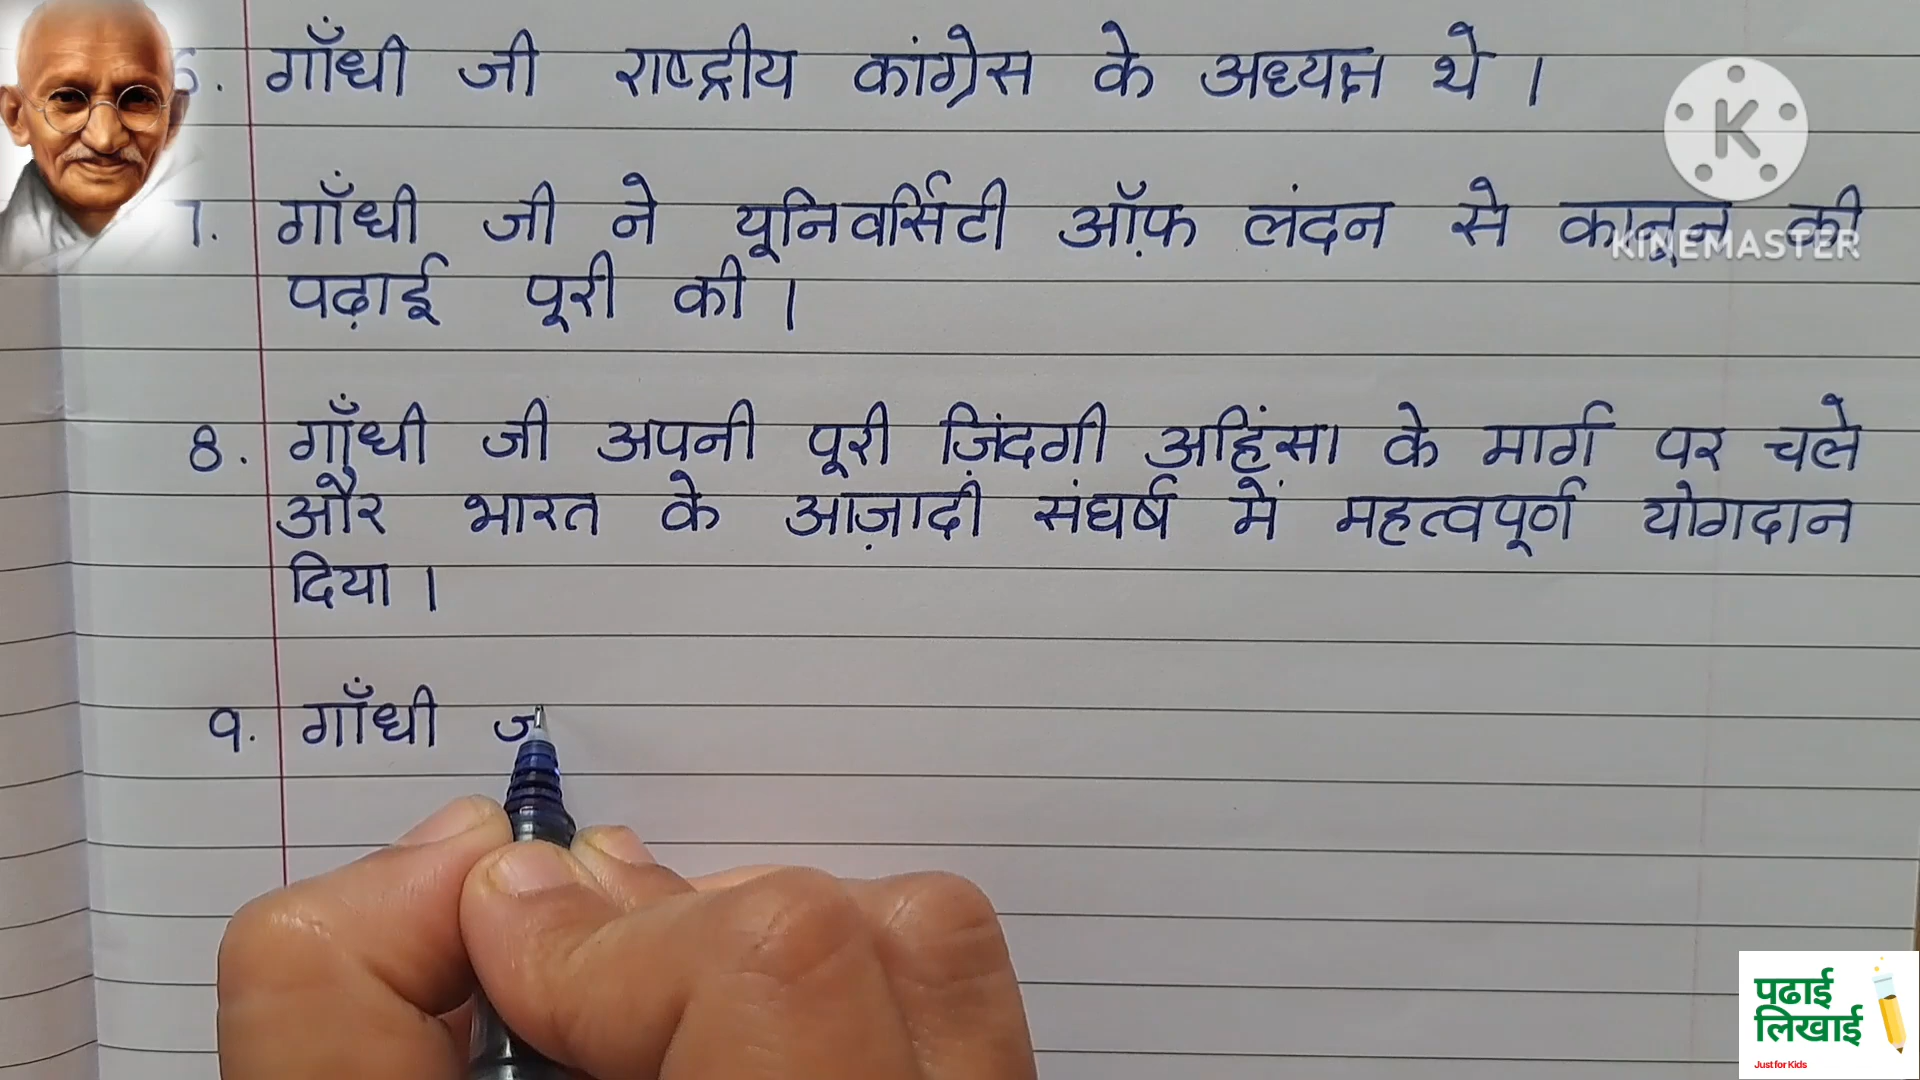 6. गाँधी जी राष्ट्रीय कांग्रेस के अध्यक्ष थे ।
7. गाँधी जी ने यूनिवर्सिटी ऑफ़ लंदन से कानून की
पढ़ाई पूरी की ।
8. गाँधी जी अपनी पूरी ज़िंदगी अहिंसा के मार्ग पर चले
और भारत के आज़ादी संघर्ष में महत्वपूर्ण योगदान
दिया ।
9. गाँधी ज
K
KINEMASTER
पढाई
लिखाई
Just for Kids